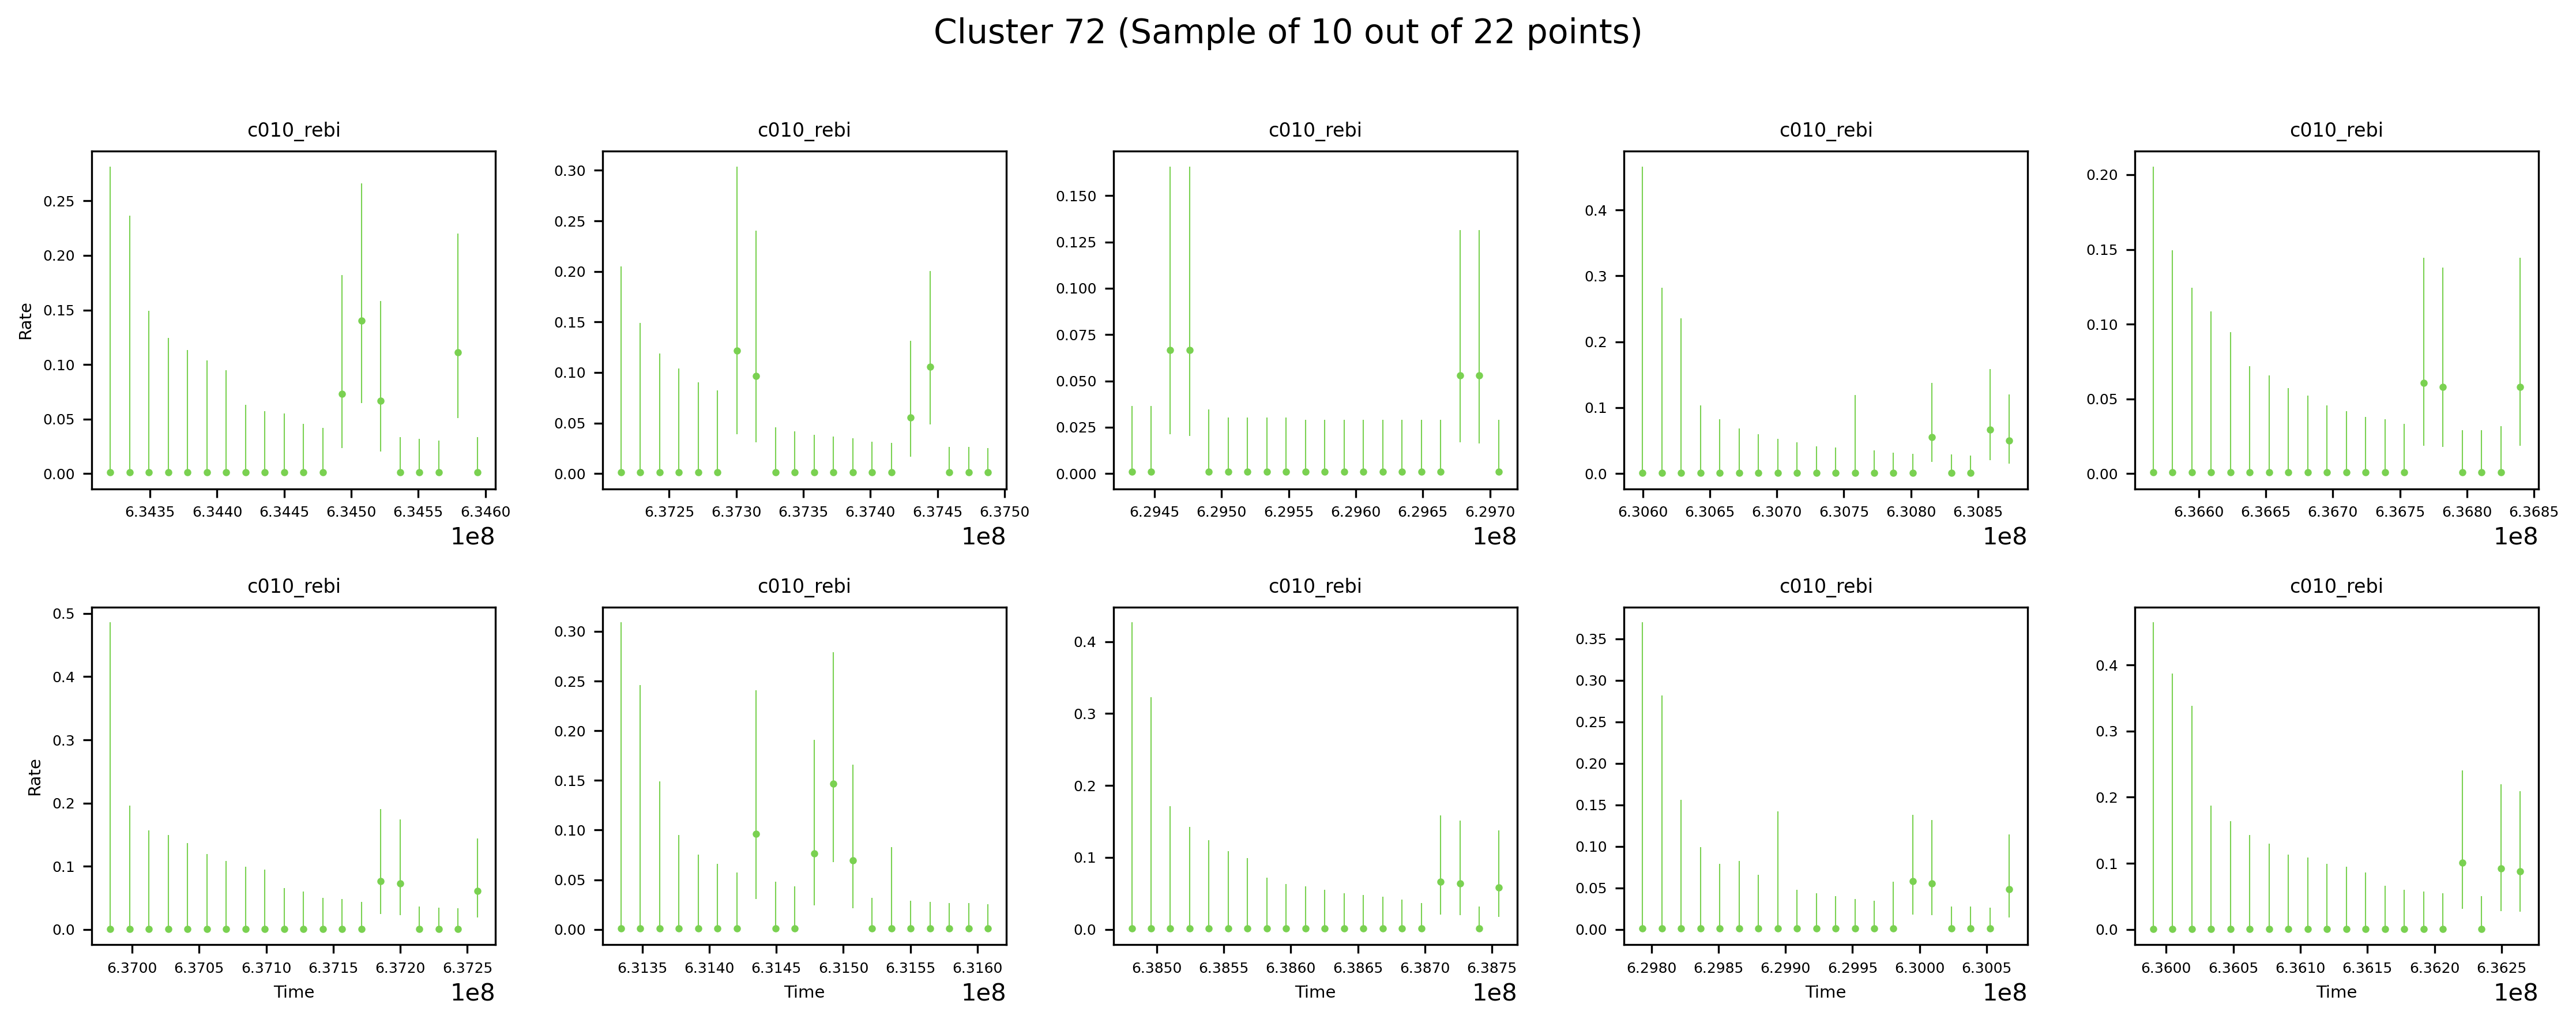 Cluster 72 (Sample of 10 out of 22 points)
c010_rebi c010_rebi c010_rebi c010_rebi c010_rebi
Rate
0.25 0.20 0.15 0.10 0.05 0.00
6.3435 6.3440 6.3445 6.3450 6.3455 6.3460
1e8
0.30 0.25 0.20 0.15 0.10 0.05 0.00
6.3725 6.3730 6.3735 6.3740 6.3745 6.3750
1e8
0.150 0.125 0.100 0.075 0.050 0.025 0.000
6.2945 6.2950 6.2955 6.2960 6.2965 6.2970
1e8
0.4 0.3 0.2 0.1 0.0
6.3060 6.3065 6.3070 6.3075 6.3080 6.3085
1e8
0.20 0.15 0.10 0.05 0.00
6.3660 6.3665 6.3670 6.3675 6.3680 6.3685
1e8
c010_rebi c010_rebi c010_rebi c010_rebi c010_rebi
Rate
0.5 0.4 0.3 0.2 0.1 0.0
6.3700 6.3705 6.3710 6.3715 6.3720 6.3725
Time 1e8
0.30 0.25 0.20 0.15 0.10 0.05 0.00
6.3135 6.3140 6.3145 6.3150 6.3155 6.3160
Time 1e8
0.4 0.3 0.2 0.1 0.0
6.3850 6.3855 6.3860 6.3865 6.3870 6.3875
Time 1e8
0.35 0.30 0.25 0.20 0.15 0.10 0.05 0.00
6.2980 6.2985 6.2990 6.2995 6.3000 6.3005
Time 1e8
0.4 0.3 0.2 0.1 0.0
6.3600 6.3605 6.3610 6.3615 6.3620 6.3625
Time 1e8